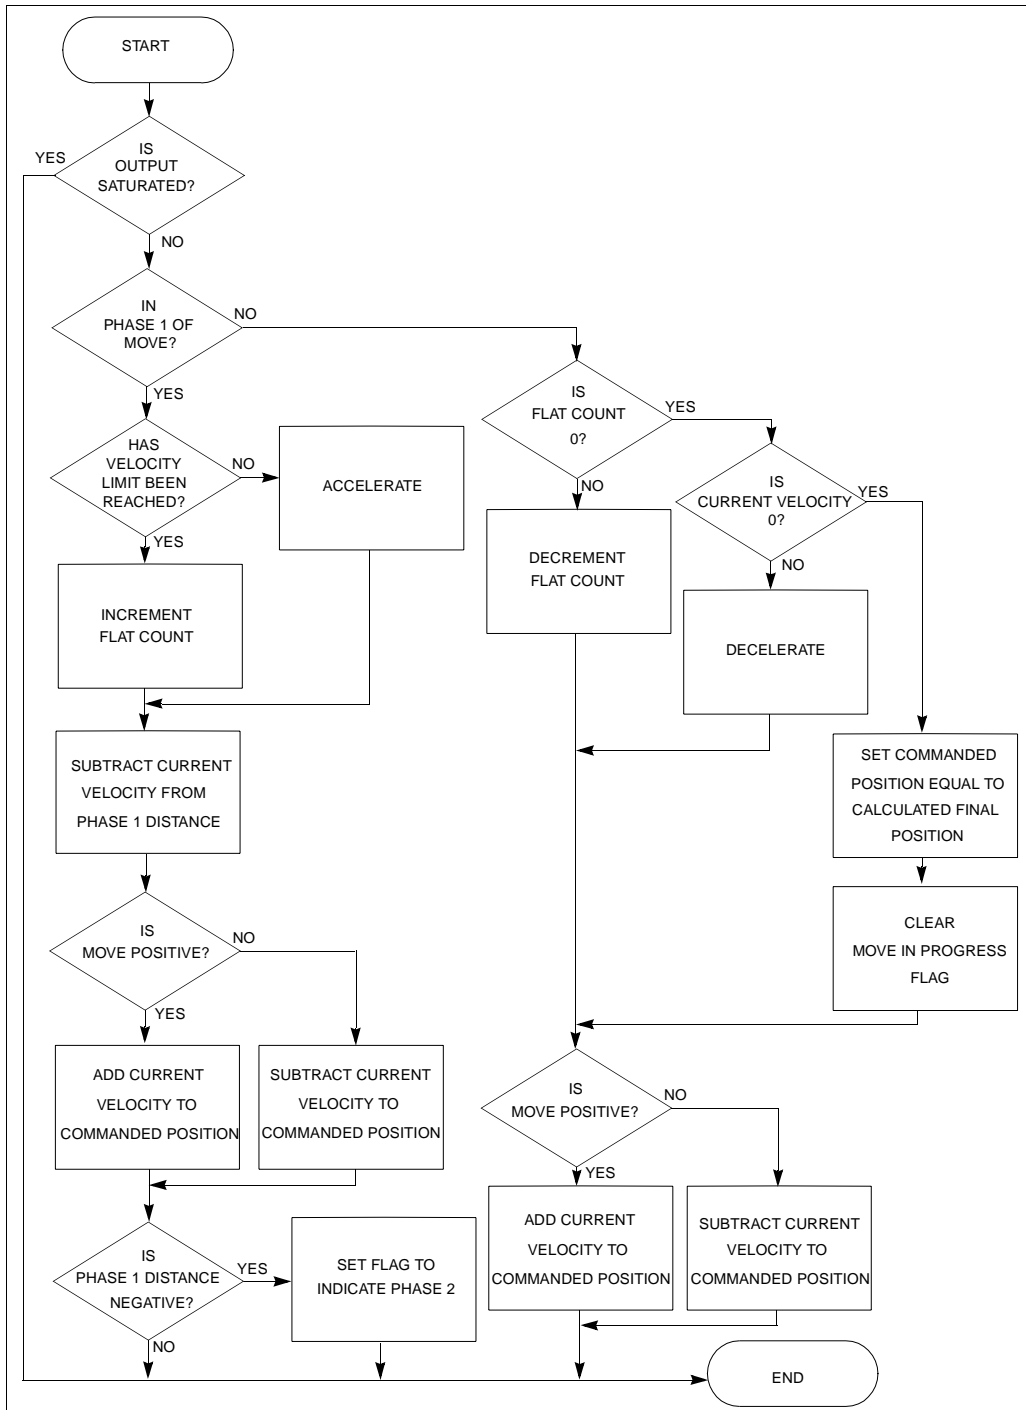 START
IS
OUTPUT
SATURATED?
YES
NO
IN
PHASE 1 OF
MOVE?
NO
YES
HAS
VELOCITY
LIMIT BEEN
REACHED?
NO
YES
ACCELERATE
INCREMENT
FLAT COUNT
SUBTRACT CURRENT
VELOCITY FROM
PHASE 1 DISTANCE
IS
MOVE POSITIVE?
NO
YES
ADD CURRENT
VELOCITY TO
COMMANDED POSITION
SUBTRACT CURRENT
VELOCITY TO
COMMANDED POSITION
IS
PHASE 1 DISTANCE
NEGATIVE?
YES
NO
SET FLAG TO
INDICATE PHASE 2
IS
FLAT COUNT
0?
YES
NO
DECREMENT
FLAT COUNT
IS
CURRENT VELOCITY
0?
YES
NO
DECELERATE
SET COMMANDED
POSITION EQUAL TO
CALCULATED FINAL
POSITION
CLEAR
MOVE IN PROGRESS
FLAG
IS
MOVE POSITIVE?
NO
YES
ADD CURRENT
VELOCITY TO
COMMANDED POSITION
SUBTRACT CURRENT
VELOCITY TO
COMMANDED POSITION
END